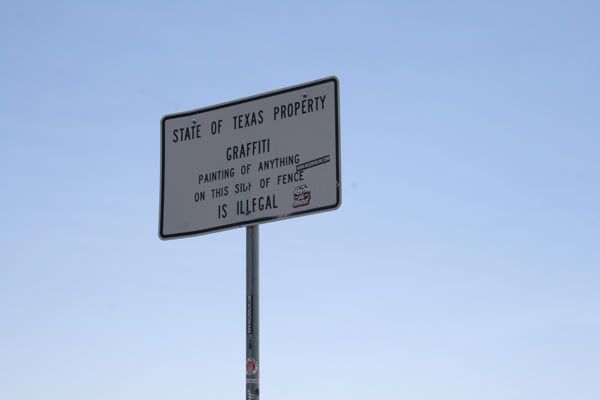 STATE OF TEXAS PROPERTY
GRAFFITI
PAINTING OF ANYTHING
ON THIS SIDE OF FENCE
IS ILLEGAL